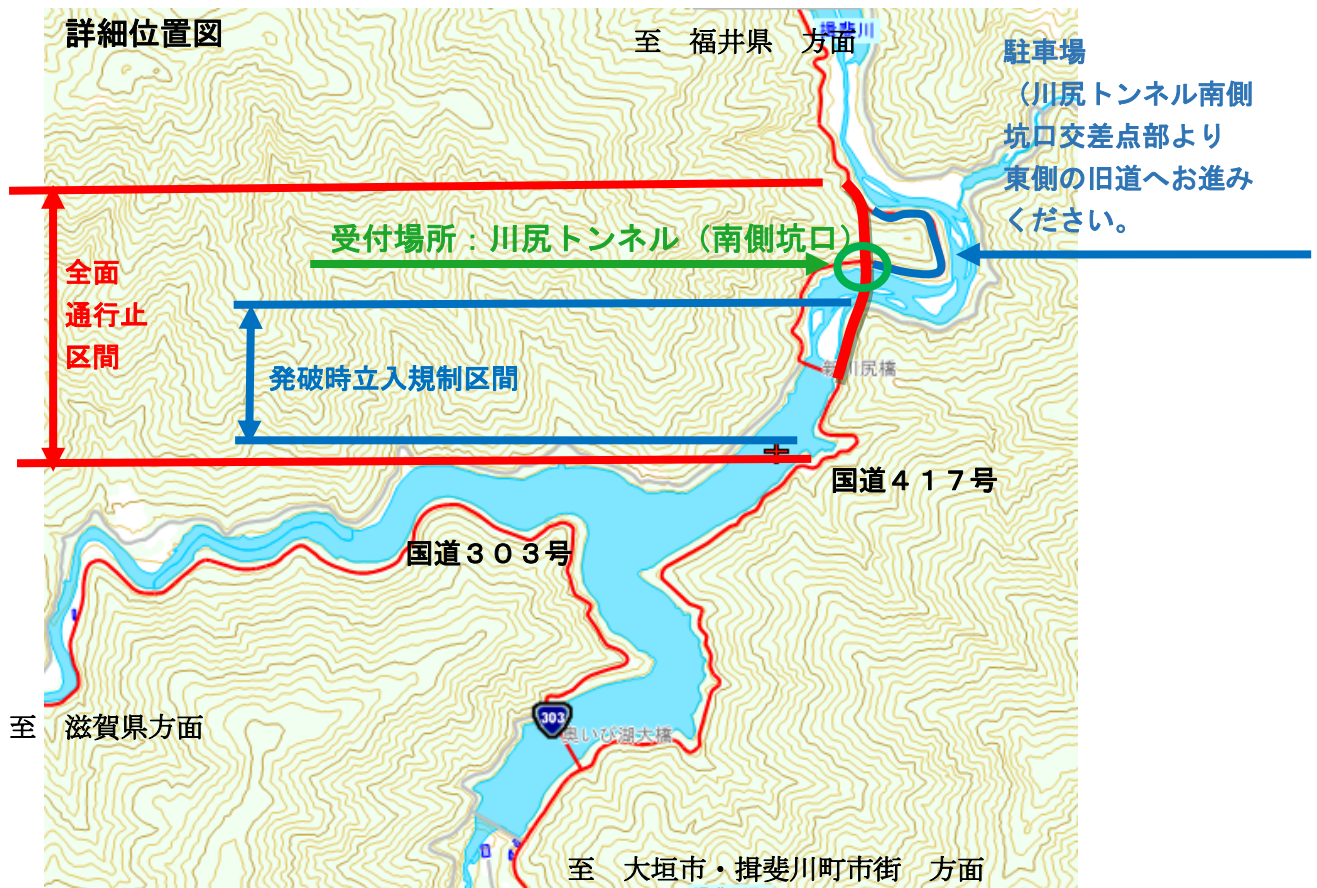 詳細位置図
至　福井県　方面
揖斐川
駐車場
（川尻トンネル南側
坑口交差点部より
東側の旧道へお進み
ください。
受付場所：川尻トンネル（南側坑口）
全面
通行止
区間
発破時立入規制区間
新川尻橋
国道４１７号
国道３０３号
至　滋賀県方面
303
奥いび湖大橋
至　大垣市・揖斐川町市街　方面